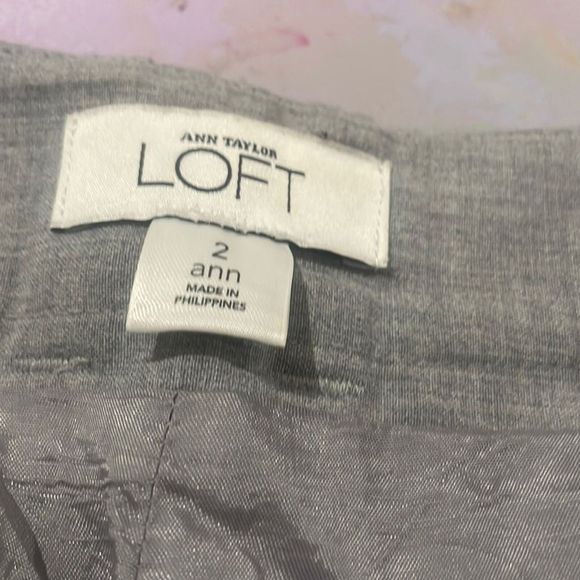 ANN TAYLOR
LOFT
2
ann
MADE IN
PHILIPPINES